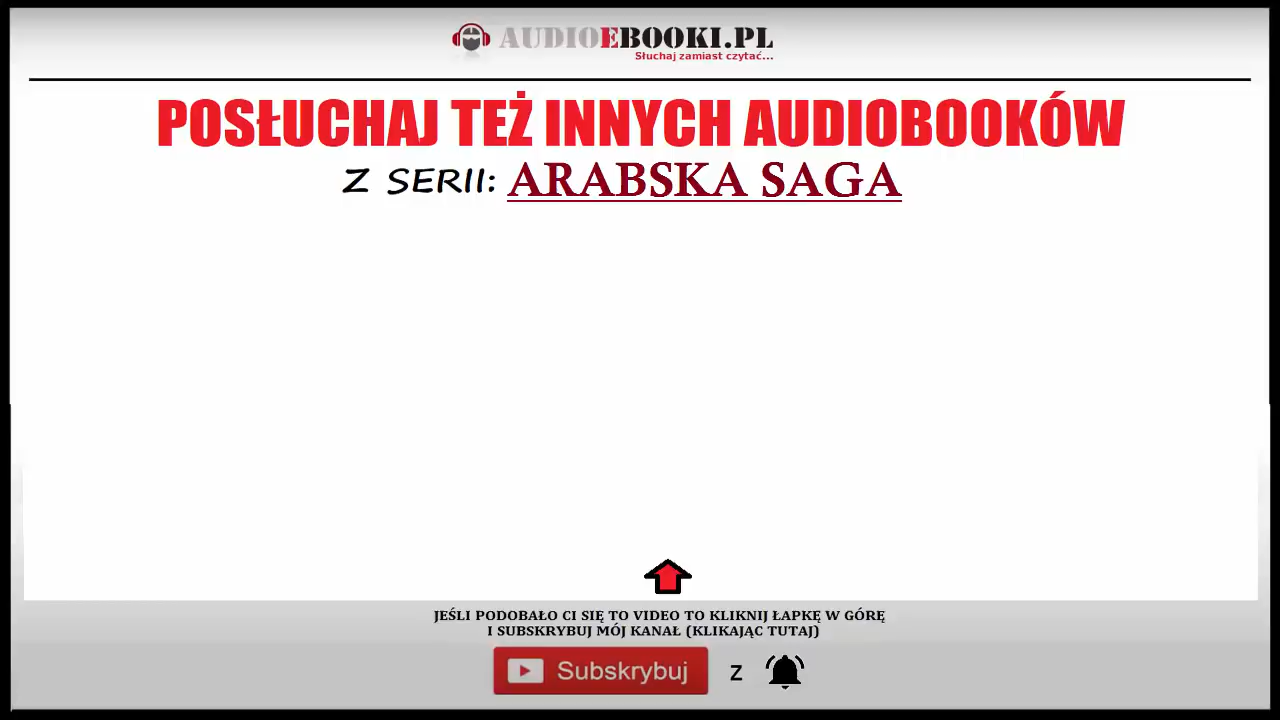 AUDIOEBOOKI.PL
Słuchaj zamiast czytać...
POSŁUCHAJ TEŻ INNYCH AUDIOBOOKÓW
Z SERII: ARABSKA SAGA
JEŚLI PODOBAŁO CI SIĘ TO VIDEO TO KLIKNIJ ŁAPKĘ W GÓRĘ
I SUBSKRYBUJ MÓJ KANAŁ (KLIKAJĄC TUTAJ)
Subskrybuj Z